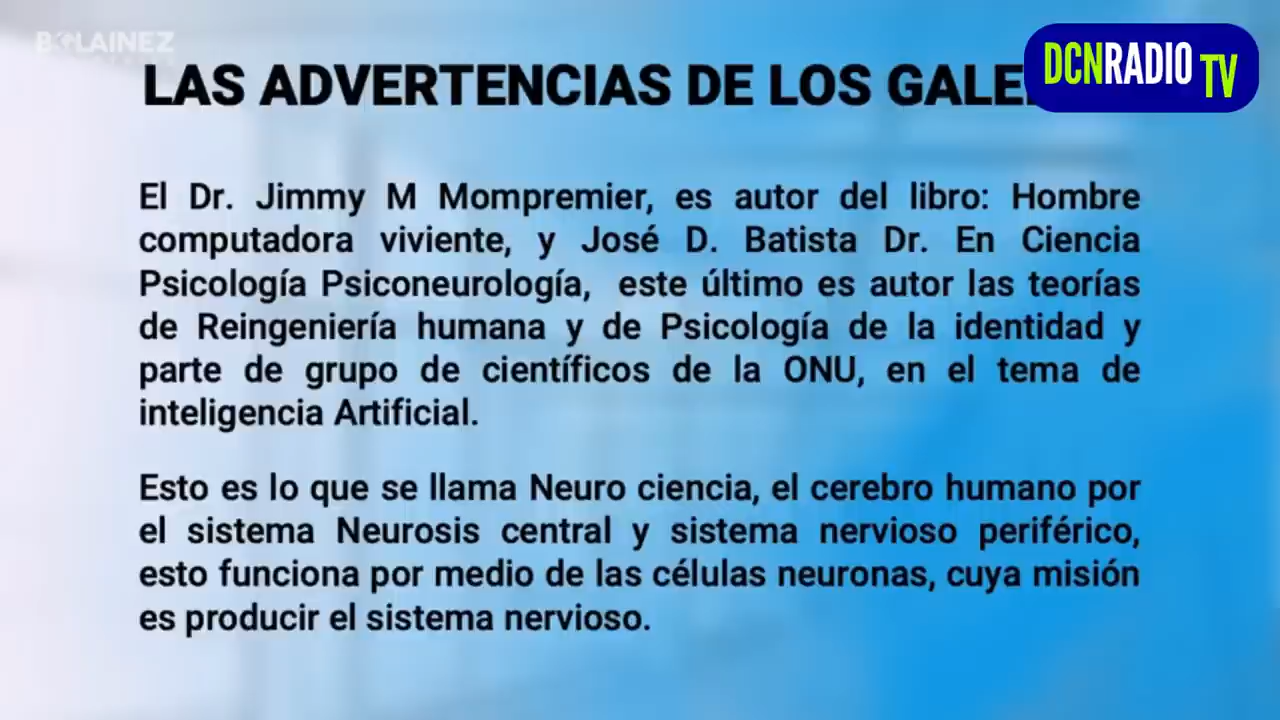 BOLAINEZ
DCNRADIO TV
LAS ADVERTENCIAS DE LOS
El Dr. Jimmy M Mompremier, es autor del libro: Hombre
computadora viviente, y José D. Batista Dr. En Ciencia
Psicología Psiconeurología, este último es autor las teorías
de Reingeniería humana y de Psicología de la identidad y
parte de grupo de científicos de la ONU, en el tema de
inteligencia Artificial.
Esto es lo que se llama Neuro ciencia, el cerebro humano por
el sistema Neurosis central y sistema nervioso periférico,
esto funciona por medio de las células neuronas, cuya misión
es producir el sistema nervioso.